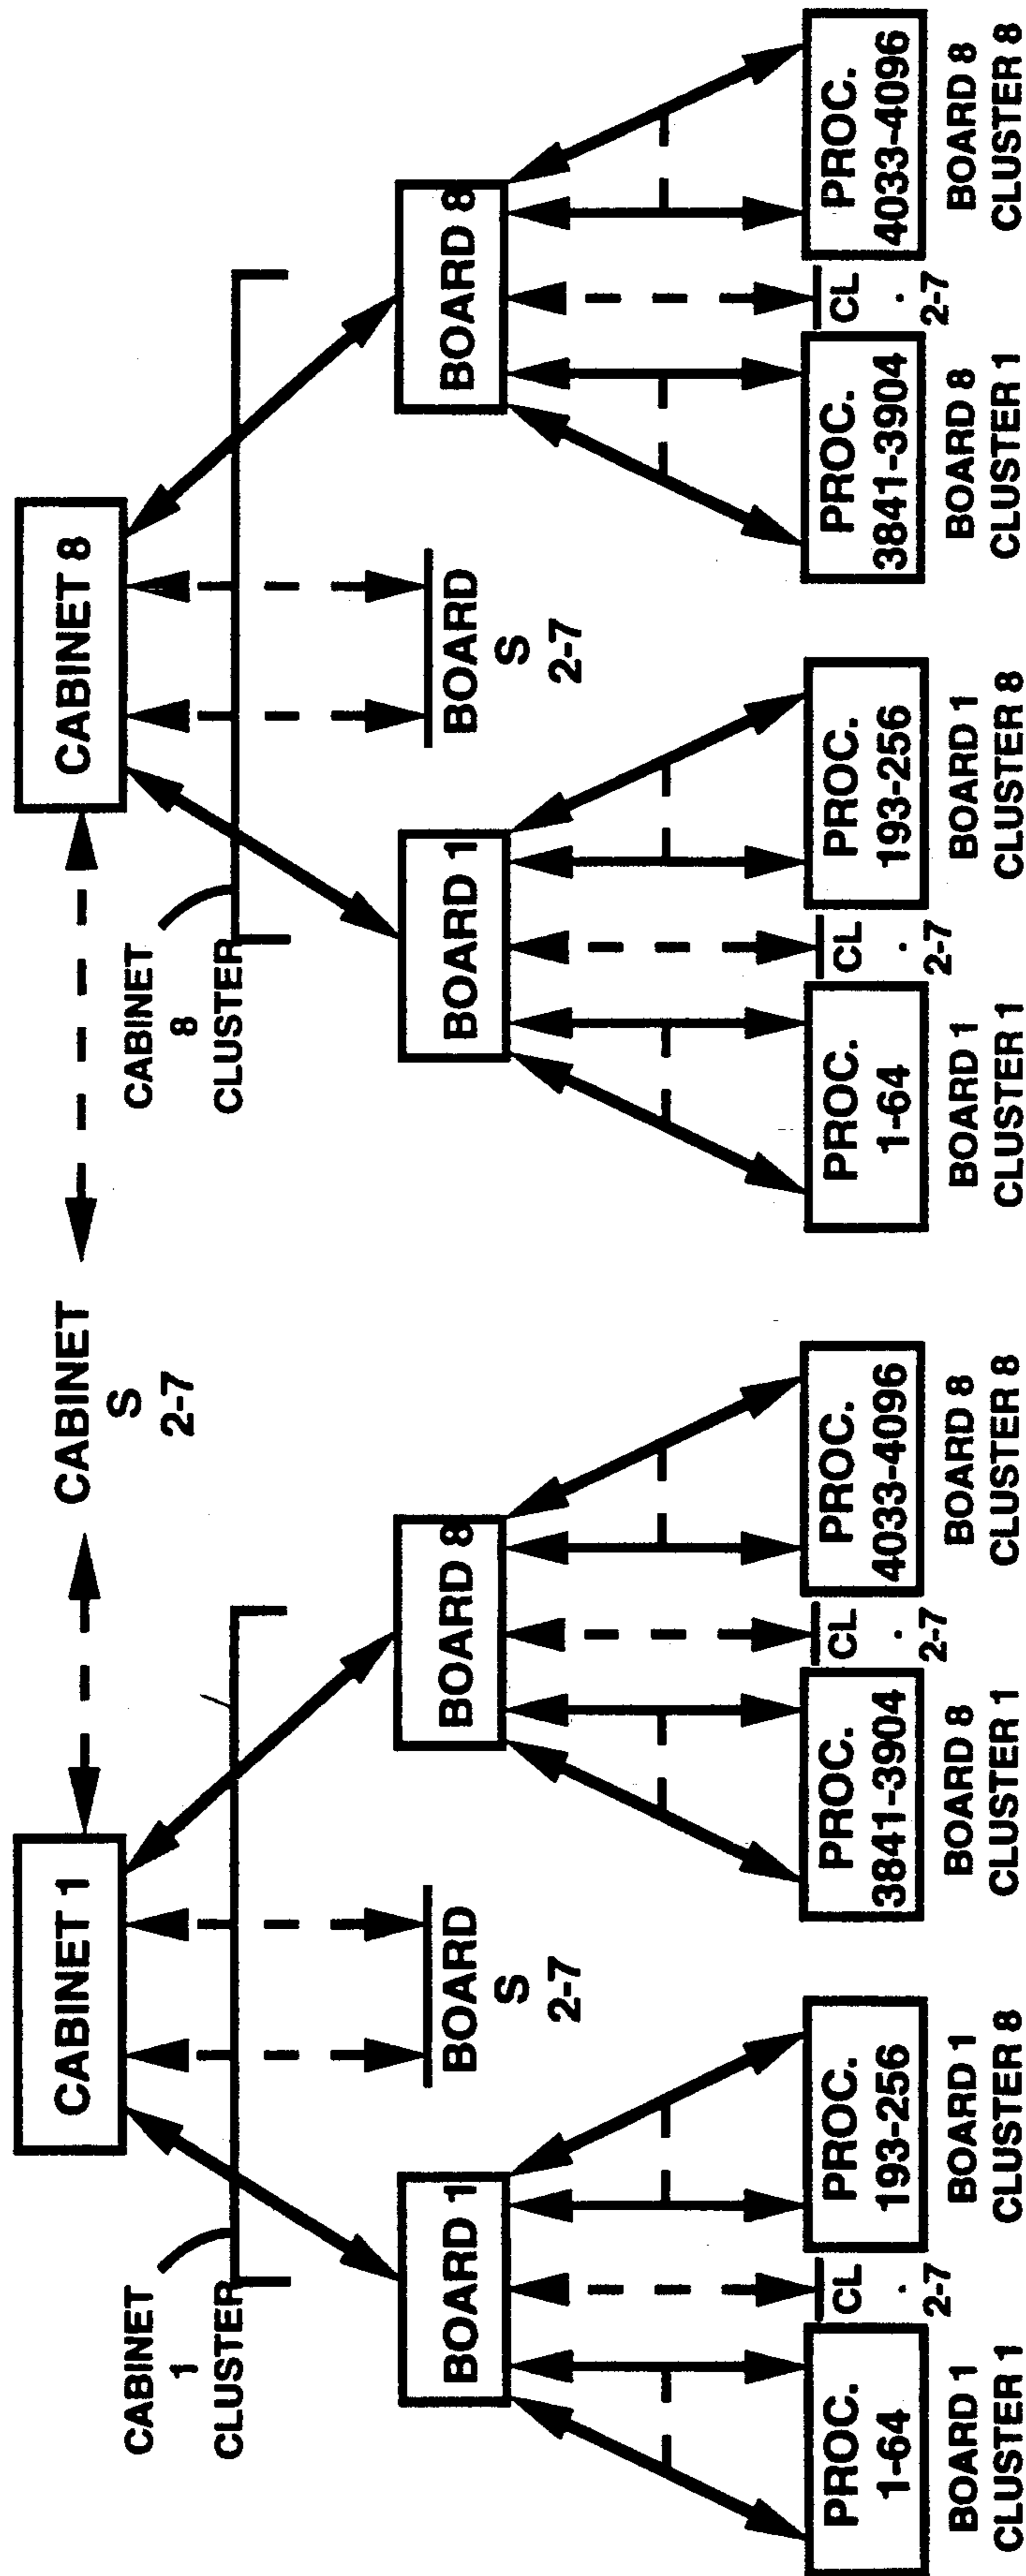 CABINET 1
CABINET
S
2-7
CABINET 8
CABINET
1
CLUSTER
CABINET
8
CLUSTER
BOARD 1
BOARD
S
2-7
BOARD 8
BOARD 1
BOARD
S
2-7
BOARD 8
PROC.
1-64
CL
.
2-7
PROC.
193-256
PROC.
3841-3904
CL
.
2-7
PROC.
4033-4096
PROC.
1-64
CL
.
2-7
PROC.
193-256
PROC.
3841-3904
CL
.
2-7
PROC.
4033-4096
BOARD 1
CLUSTER 1
BOARD 1
CLUSTER 8
BOARD 8
CLUSTER 1
BOARD 8
CLUSTER 8
BOARD 1
CLUSTER 1
BOARD 1
CLUSTER 8
BOARD 8
CLUSTER 1
BOARD 8
CLUSTER 8